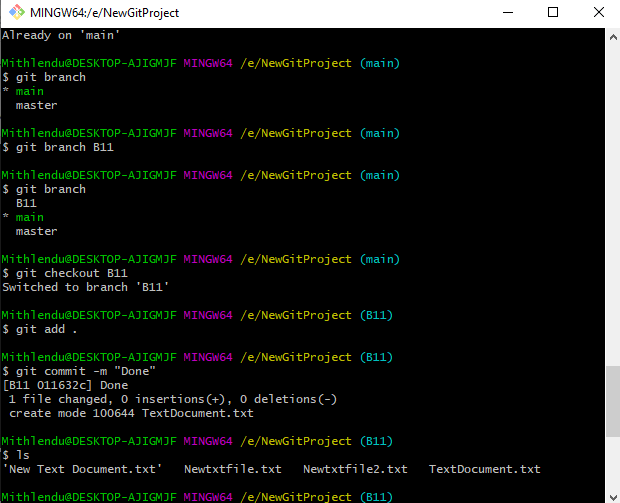 MINGW64:/e/NewGitProject
Already on 'main'
Mithlendu@DESKTOP-AJIGMJF MINGW64 /e/NewGitProject (main)
$ git branch
* main
  master
Mithlendu@DESKTOP-AJIGMJF MINGW64 /e/NewGitProject (main)
$ git branch B11
Mithlendu@DESKTOP-AJIGMJF MINGW64 /e/NewGitProject (main)
$ git branch
  B11
* main
  master
Mithlendu@DESKTOP-AJIGMJF MINGW64 /e/NewGitProject (main)
$ git checkout B11
Switched to branch 'B11'
Mithlendu@DESKTOP-AJIGMJF MINGW64 /e/NewGitProject (B11)
$ git add .
Mithlendu@DESKTOP-AJIGMJF MINGW64 /e/NewGitProject (B11)
$ git commit -m "Done"
[B11 011632c] Done
 1 file changed, 0 insertions(+), 0 deletions(-)
 create mode 100644 TextDocument.txt
Mithlendu@DESKTOP-AJIGMJF MINGW64 /e/NewGitProject (B11)
$ ls
'New Text Document.txt'   Newtxtfile.txt   Newtxtfile2.txt   TextDocument.txt
Mithlendu@DESKTOP-AJIGMJF MINGW64 /e/NewGitProject (B11)